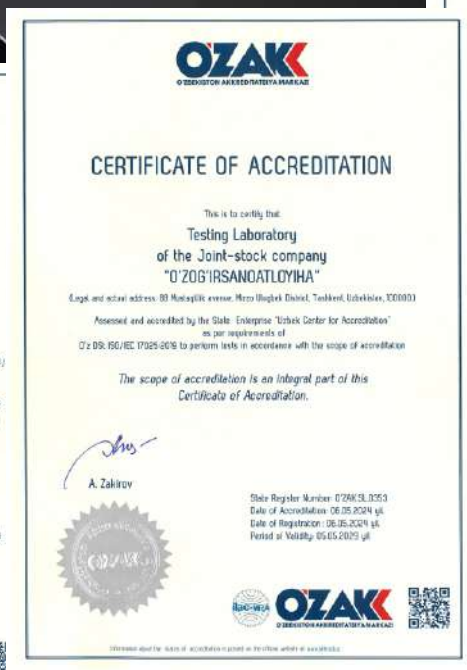 OZAKK
O'ZBEKISTON AKKREDITATSIYA MARKAZI
CERTIFICATE OF ACCREDITATION
This is to certify that
Testing Laboratory
of the Joint-stock company
"O'ZOG'IRSANOATLOYIHA"
(Legal and actual address: Mustaqillik avenue, Mirzo Ulugbek District, Tashkent, Uzbekistan, 100000)
Assessed and accredited by the State Enterprise "Uzbek Center for Accreditation"
as per requirements of
O'z DSt ISO/IEC 17025:2019 to perform tests in accordance with the scope of accreditation
The scope of accreditation is an integral part of this
Certificate of Accreditation.
A. Zakirov
State Register Number: O'ZAK.SL.0353
Date of Accreditation: 06.05.2024 yil
Date of Registration: 06.05.2024 yil
Period of Validity: 05.05.2029 yil
ilac-MRA
OZAKK
O'ZBEKISTON AKKREDITATSIYA MARKAZI